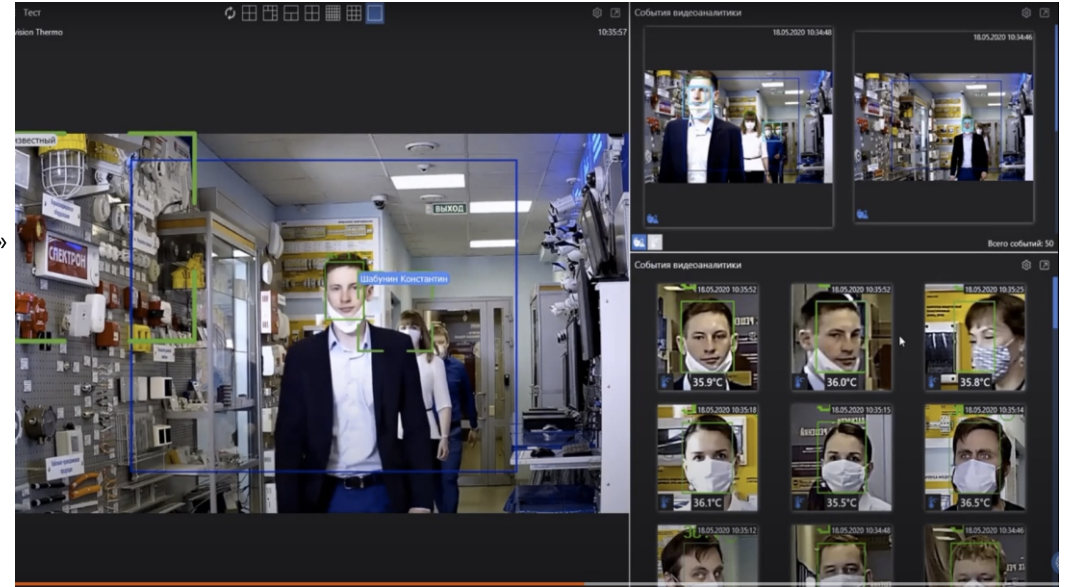 Тест
ision Thermo
10:35:57
известный
СПЕКТРОН
ВЫХОД
Шабунин Константин
»
События видеоаналитики
18.05.2020 10:34:48
18.05.2020 10:34:46
Всего событий: 50
События видеоаналитики
18.05.2020 10:35:52
18.05.2020 10:35:52
18.05.2020 10:35:25
35.9°C
36.0°C
35.8°C
18.05.2020 10:35:18
18.05.2020 10:35:15
18.05.2020 10:35:14
36.1°C
35.5°C
36.5°C
18.05.2020 10:35:12
18.05.2020 10:34:48
18.05.2020 10:34:46